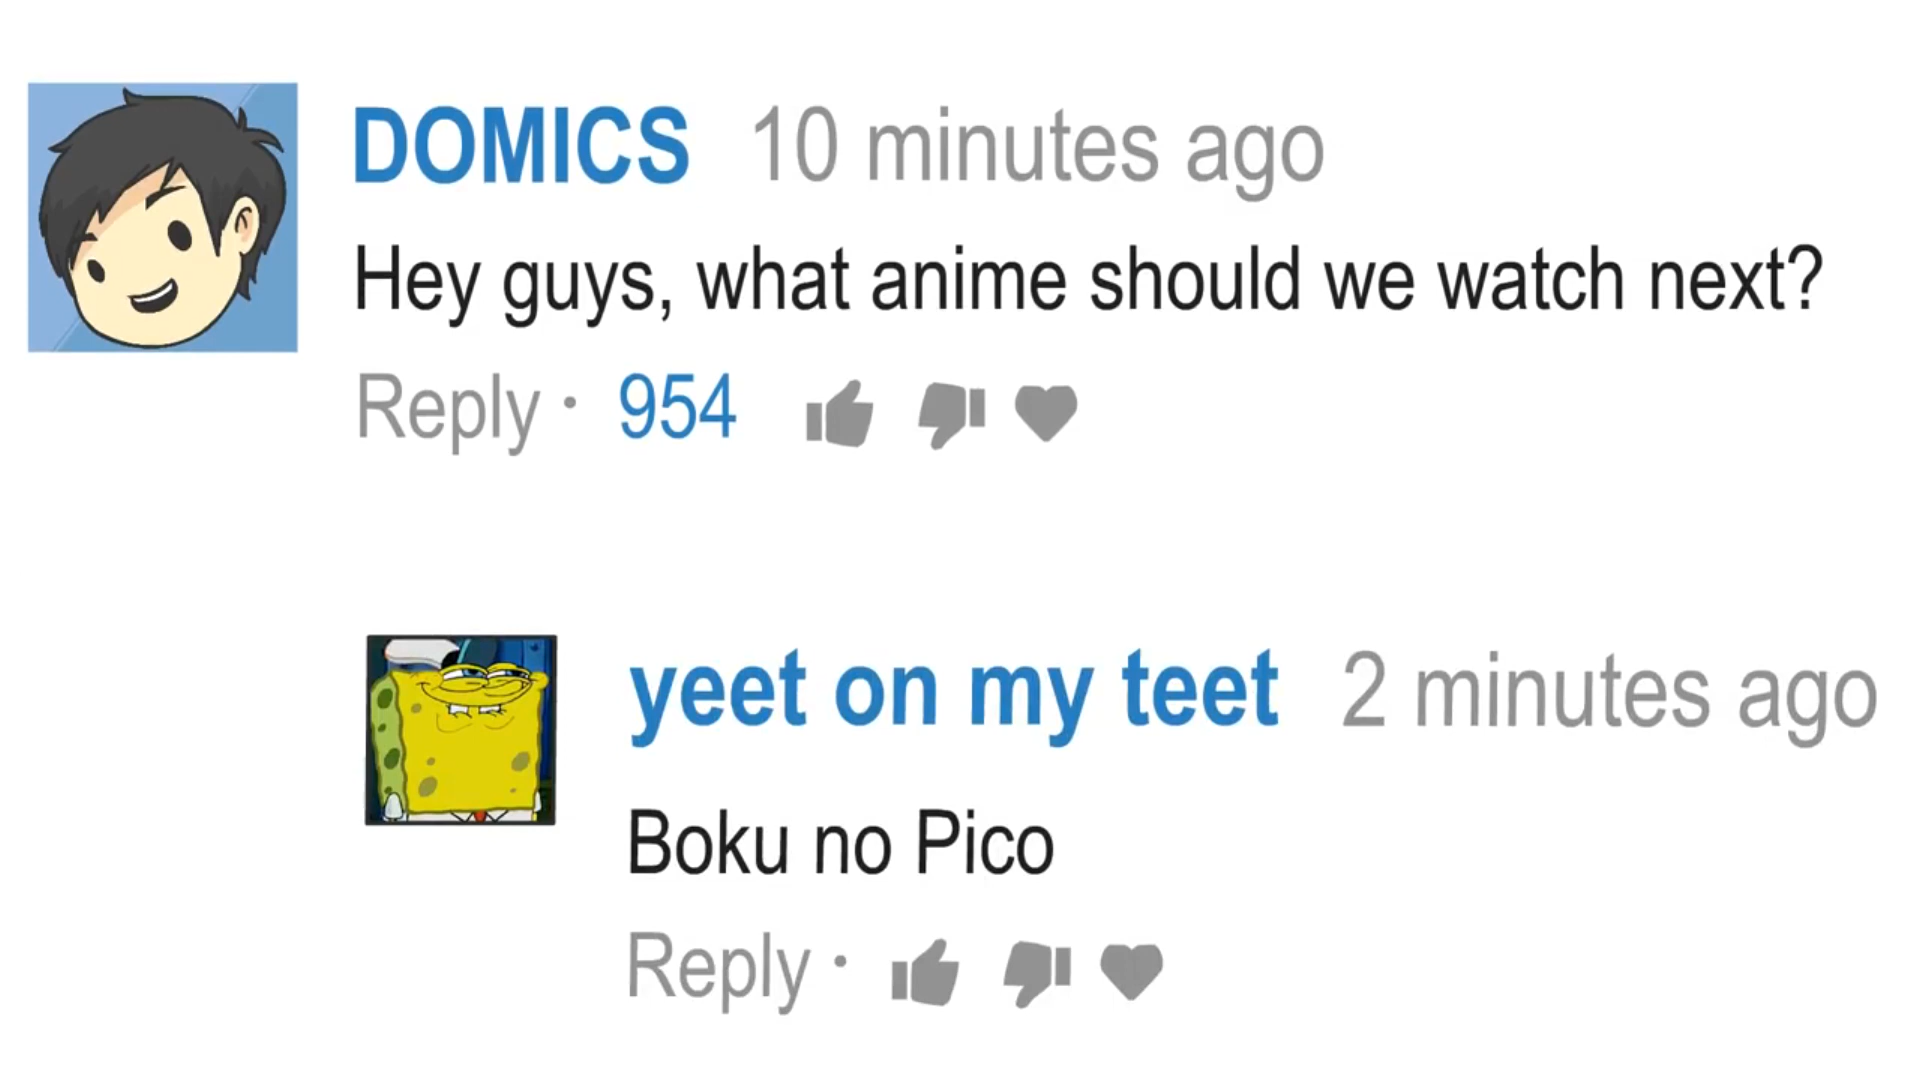 DOMICS 10 minutes ago
Hey guys, what anime should we watch next?
Reply · 954
yeet on my teet 2 minutes ago
Boku no Pico
Reply ·